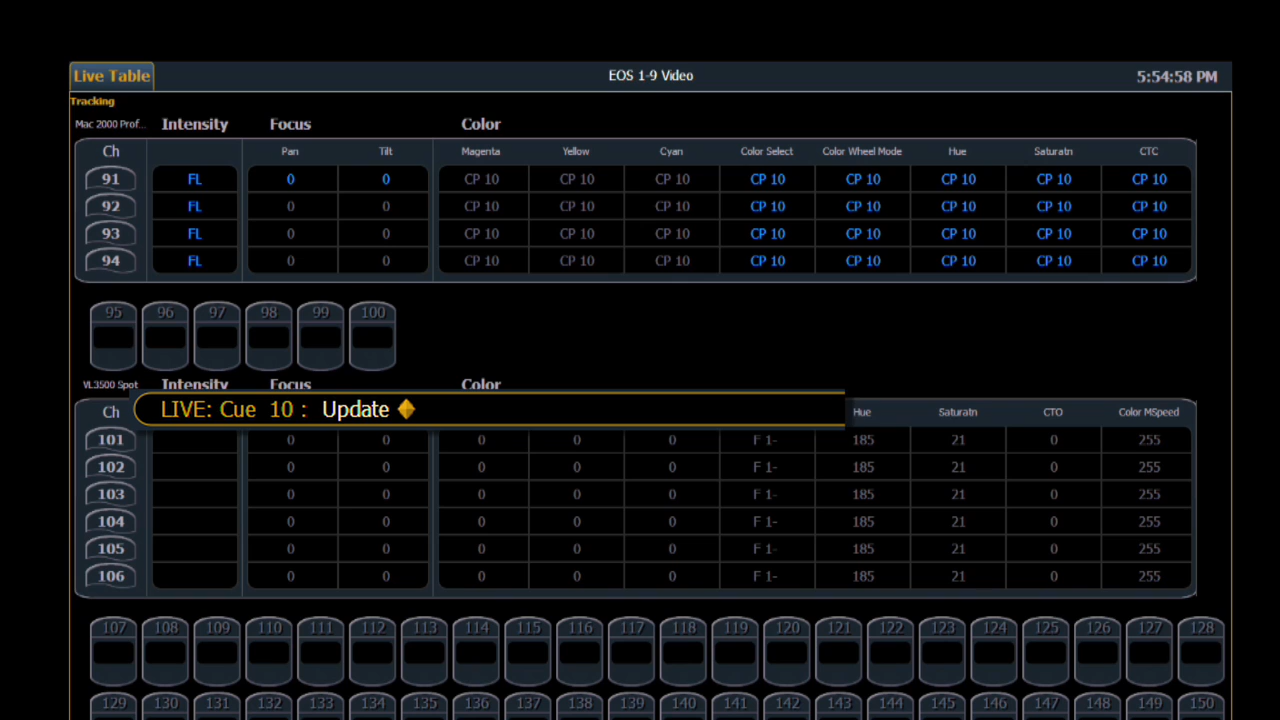 Live Table EOS 1-9 Video 5:54:58 PM
Tracking
Mac 2000 Prof... Intensity Focus Color
Ch Pan Tilt Magenta Yellow Cyan Color Select Color Wheel Mode Hue Saturatn CTC
91 FL 0 0 CP 10 CP 10 CP 10 CP 10 CP 10 CP 10 CP 10 CP 10
92 FL 0 0 CP 10 CP 10 CP 10 CP 10 CP 10 CP 10 CP 10 CP 10
93 FL 0 0 CP 10 CP 10 CP 10 CP 10 CP 10 CP 10 CP 10 CP 10
94 FL 0 0 CP 10 CP 10 CP 10 CP 10 CP 10 CP 10 CP 10 CP 10
95 96 97 98 99 100
VL3500 Spot Intensity Focus Color
Ch LIVE: Cue 10 : Update Hue Saturatn CTO Color MSpeed
101 0 0 0 0 0 F 1- 185 21 0 255
102 0 0 0 0 0 F 1- 185 21 0 255
103 0 0 0 0 0 F 1- 185 21 0 255
104 0 0 0 0 0 F 1- 185 21 0 255
105 0 0 0 0 0 F 1- 185 21 0 255
106 0 0 0 0 0 F 1- 185 21 0 255
107 108 109 110 111 112 113 114 115 116 117 118 119 120 121 122 123 124 125 126 127 128
129 130 131 132 133 134 135 136 137 138 139 140 141 142 143 144 145 146 147 148 149 150